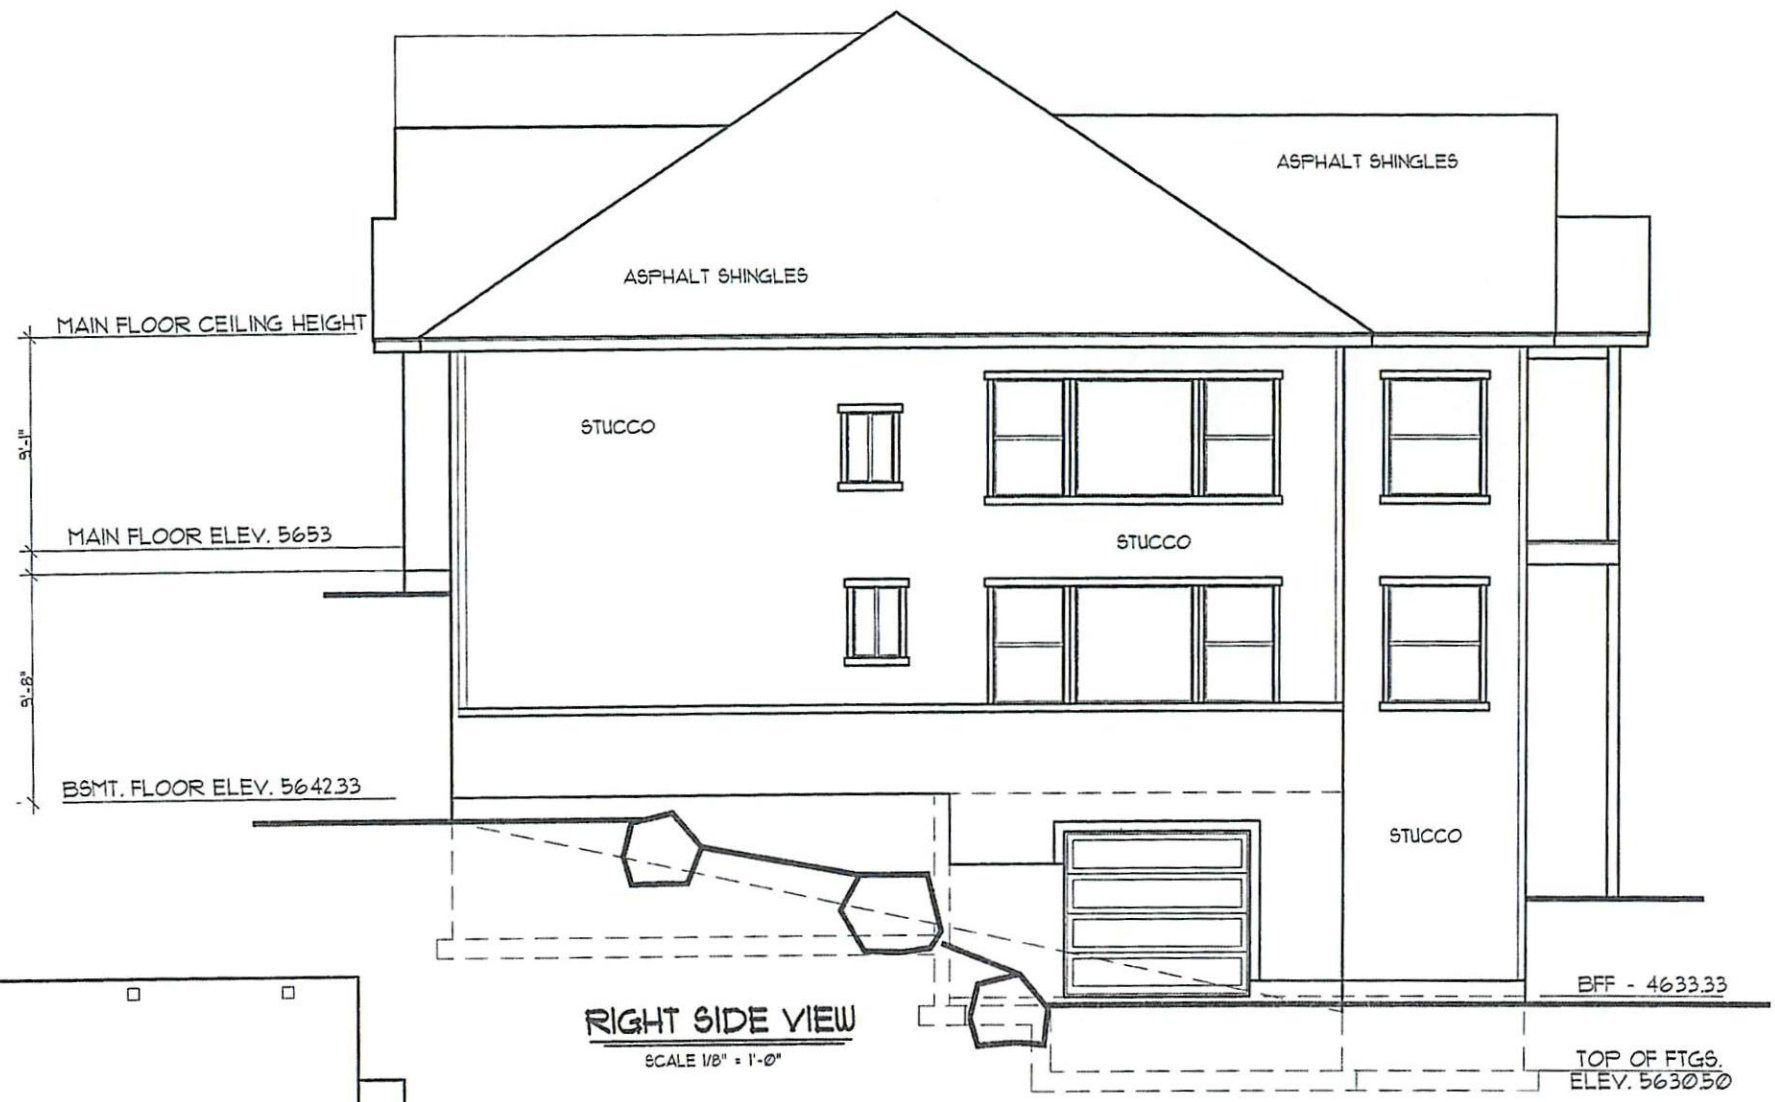 ASPHALT SHINGLES
ASPHALT SHINGLES
MAIN FLOOR CEILING HEIGHT
9'-1"
STUCCO
MAIN FLOOR ELEV. 5653
STUCCO
9'-8"
BSMT. FLOOR ELEV. 5642.33
STUCCO
BFF - 4633.33
RIGHT SIDE VIEW
SCALE 1/8" = 1'-0"
TOP OF FTGS.
ELEV. 5630.50